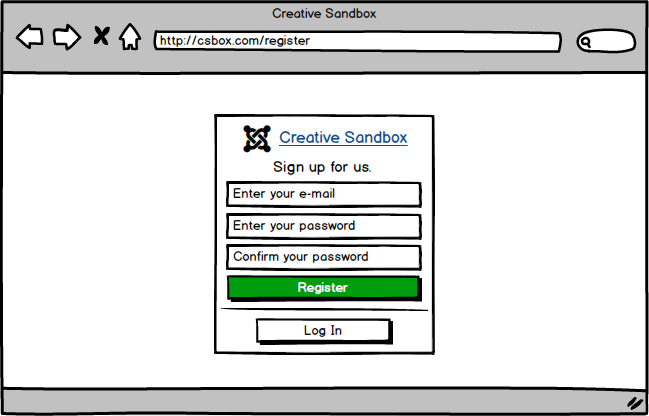 Creative Sandbox
http://csbox.com/register
Creative Sandbox
Sign up for us.
Enter your e-mail
Enter your password
Confirm your password
Register
Log In